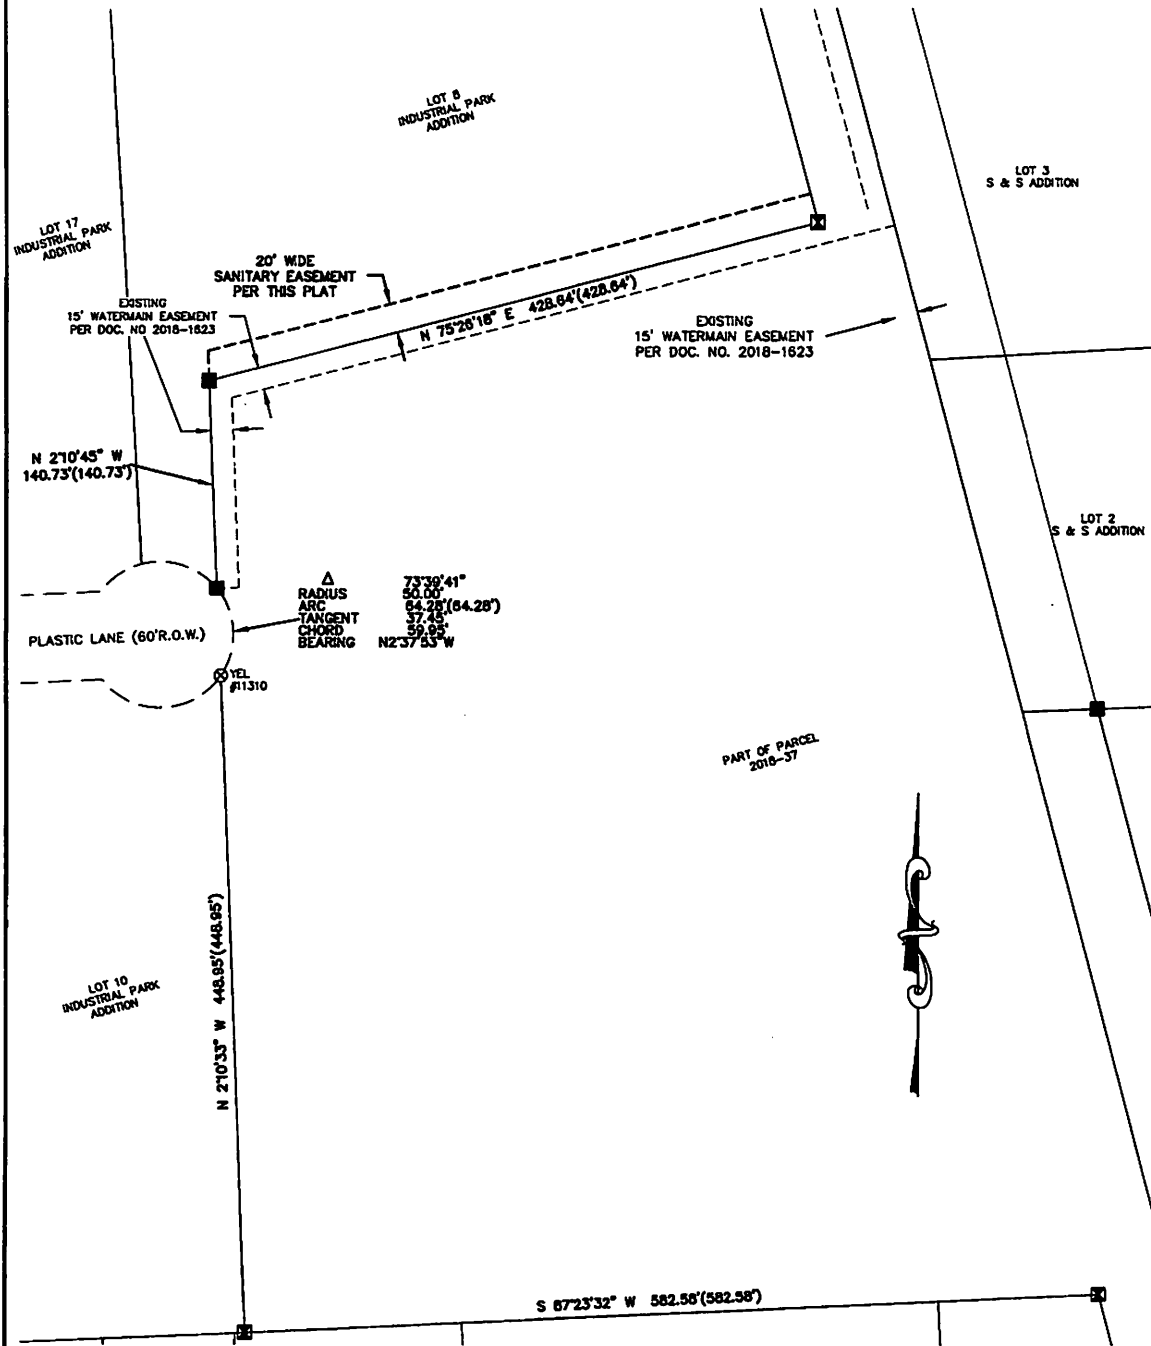 LOT 8
INDUSTRIAL PARK
ADDITION
LOT 3
S & S ADDITION
LOT 17
INDUSTRIAL PARK
ADDITION
20' WIDE
SANITARY EASEMENT
PER THIS PLAT
EXISTING
15' WATERMAIN EASEMENT
PER DOC. NO 2018-1623
N 75°26'18" E 428.64'(428.64')
EXISTING
15' WATERMAIN EASEMENT
PER DOC. NO. 2018-1623
N 2°10'45" W
140.73'(140.73')
LOT 2
S & S ADDITION
Δ 73°39'41"
RADIUS 50.00'
ARC 64.28'(64.28')
TANGENT 37.45'
CHORD 59.95'
BEARING N2°37'53"W
PLASTIC LANE (60'R.O.W.)
YEL
#11310
PART OF PARCEL
2018-37
N 2°10'33" W 448.95'(448.95')
LOT 10
INDUSTRIAL PARK
ADDITION
S 87°23'32" W 582.58'(582.58')